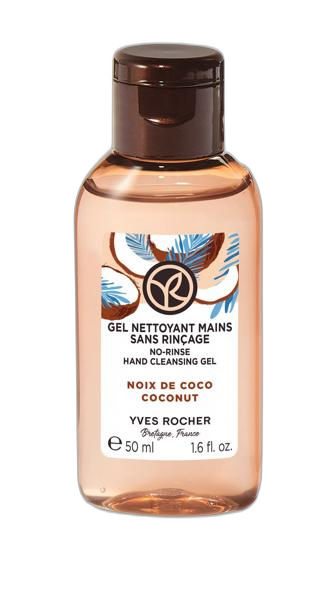 GEL NETTOYANT MAINS
SANS RINÇAGE
NO-RINSE
HAND CLEANSING GEL
NOIX DE COCO
COCONUT
YVES ROCHER
Bretagne, France
℮ 50 ml 1.6 fl. oz.